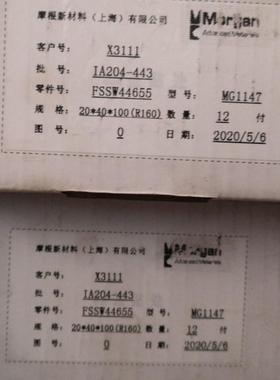 摩根新材料（上海）有限公司 Morgan
Advanced Materials
客户号： X3111
批 号： IA204-443
零件号： FSSW44655 型号： MG1147
规 格： 20*40*100(R160) 数量： 12 付
图 号： 0 日 期： 2020/5/6
摩根新材料（上海）有限公司 Morgan
Advanced Materials
客户号： X3111
批 号： IA204-443
零件号： FSSW44655 型号： MG1147
规 格： 20*40*100(R160) 数量： 12 付
图 号： 0 日 期： 2020/5/6